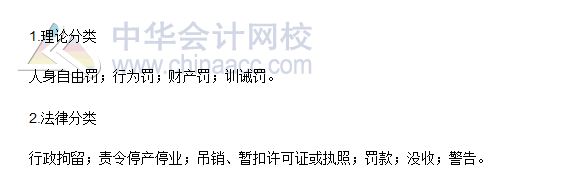 1.理论分类
中华会计网校
www.chinaacc.com
人身自由罚；行为罚；财产罚；训诫罚。
2.法律分类
行政拘留；责令停产停业；吊销、暂扣许可证或执照；罚款；没收；警告。